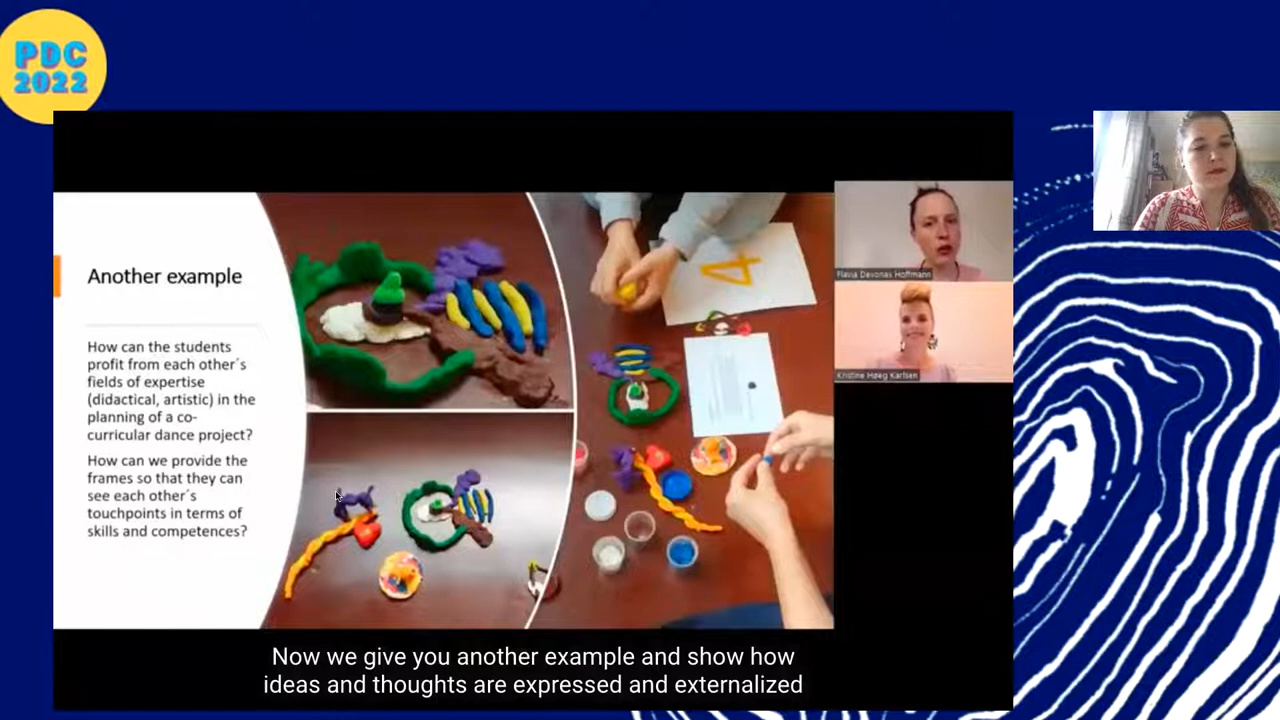 PDC
2022
Another example
How can the students
profit from each other´s
fields of expertise
(didactical, artistic) in the
planning of a co-
curricular dance project?
How can we provide the
frames so that they can
see each other´s
touchpoints in terms of
skills and competences?
4
Flavia Devonas Hoffmann
Kristine Høeg Karlsen
Now we give you another example and show how
ideas and thoughts are expressed and externalized